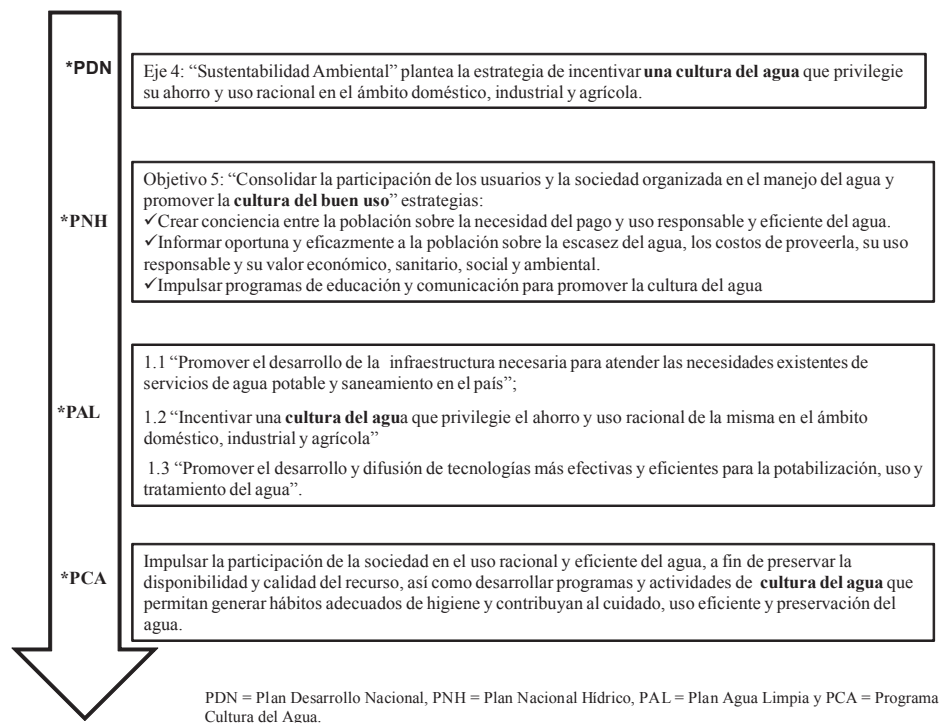 *PDN
Eje 4: “Sustentabilidad Ambiental” plantea la estrategia de incentivar una cultura del agua que privilegie
su ahorro y uso racional en el ámbito doméstico, industrial y agrícola.
*PNH
Objetivo 5: “Consolidar la participación de los usuarios y la sociedad organizada en el manejo del agua y
promover la cultura del buen uso” estrategias:
✓Crear conciencia entre la población sobre la necesidad del pago y uso responsable y eficiente del agua.
✓Informar oportuna y eficazmente a la población sobre la escasez del agua, los costos de proveerla, su uso
responsable y su valor económico, sanitario, social y ambiental.
✓Impulsar programas de educación y comunicación para promover la cultura del agua
*PAL
1.1 “Promover el desarrollo de la infraestructura necesaria para atender las necesidades existentes de
servicios de agua potable y saneamiento en el país”;
1.2 “Incentivar una cultura del agua que privilegie el ahorro y uso racional de la misma en el ámbito
doméstico, industrial y agrícola”
1.3 “Promover el desarrollo y difusión de tecnologías más efectivas y eficientes para la potabilización, uso y
tratamiento del agua”.
*PCA
Impulsar la participación de la sociedad en el uso racional y eficiente del agua, a fin de preservar la
disponibilidad y calidad del recurso, así como desarrollar programas y actividades de cultura del agua que
permitan generar hábitos adecuados de higiene y contribuyan al cuidado, uso eficiente y preservación del
agua.
PDN = Plan Desarrollo Nacional, PNH = Plan Nacional Hídrico, PAL = Plan Agua Limpia y PCA = Programa
Cultura del Agua.